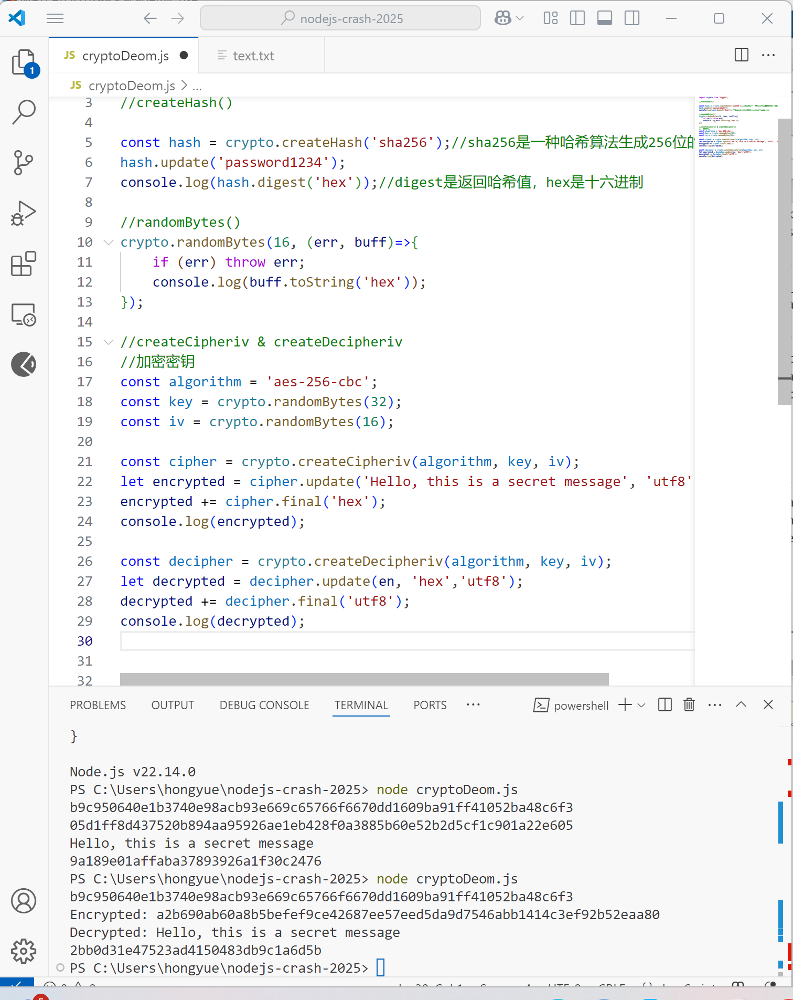 nodejs-crash-2025
JS cryptoDeom.js
text.txt
1
JS cryptoDeom.js > ...
3 //createHash()
4
5 const hash = crypto.createHash('sha256');//sha256是一种哈希算法生成256位
6 hash.update('password1234');
7 console.log(hash.digest('hex'));//digest是返回哈希值，hex是十六进制
8
9 //randomBytes()
10 crypto.randomBytes(16, (err, buff)=>{
11     if (err) throw err;
12     console.log(buff.toString('hex'));
13 });
14
15 //createCipheriv & createDecipheriv
16 //加密密钥
17 const algorithm = 'aes-256-cbc';
18 const key = crypto.randomBytes(32);
19 const iv = crypto.randomBytes(16);
20
21 const cipher = crypto.createCipheriv(algorithm, key, iv);
22 let encrypted = cipher.update('Hello, this is a secret message', 'utf8'
23 encrypted += cipher.final('hex');
24 console.log(encrypted);
25
26 const decipher = crypto.createDecipheriv(algorithm, key, iv);
27 let decrypted = decipher.update(en, 'hex','utf8');
28 decrypted += decipher.final('utf8');
29 console.log(decrypted);
30
31
32
PROBLEMS OUTPUT DEBUG CONSOLE TERMINAL PORTS ... powershell
}
Node.js v22.14.0
PS C:\Users\hongyue\nodejs-crash-2025> node cryptoDeom.js
b9c950640e1b3740e98acb93e669c65766f6670dd1609ba91ff41052ba48c6f3
05d1ff8d437520b894aa95926ae1eb428f0a3885b60e52b2d5cf1c901a22e605
Hello, this is a secret message
9a189e01affaba37893926a1f30c2476
PS C:\Users\hongyue\nodejs-crash-2025> node cryptoDeom.js
b9c950640e1b3740e98acb93e669c65766f6670dd1609ba91ff41052ba48c6f3
Encrypted: a2b690ab60a8b5befef9ce42687ee57eed5da9d7546abb1414c3ef92b52eaa80
Decrypted: Hello, this is a secret message
2bb0d31e47523ad4150483db9c1a6d5b
PS C:\Users\hongyue\nodejs-crash-2025>